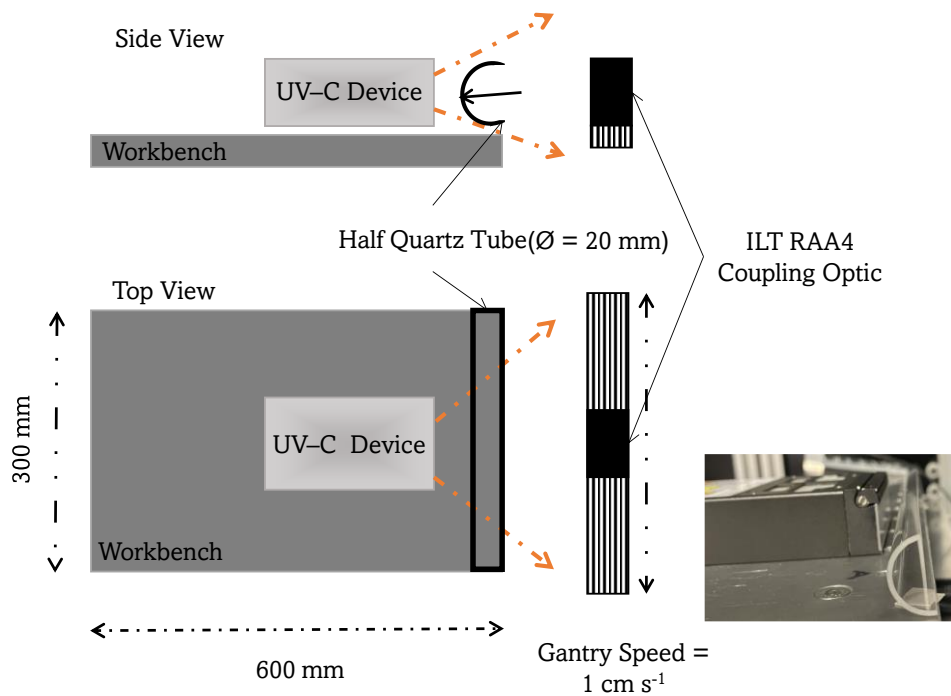 Side View
UV–C Device
Workbench
Half Quartz Tube(Ø = 20 mm)
ILT RAA4
Coupling Optic
Top View
300 mm
UV–C Device
Workbench
600 mm
Gantry Speed =
1 cm s⁻¹